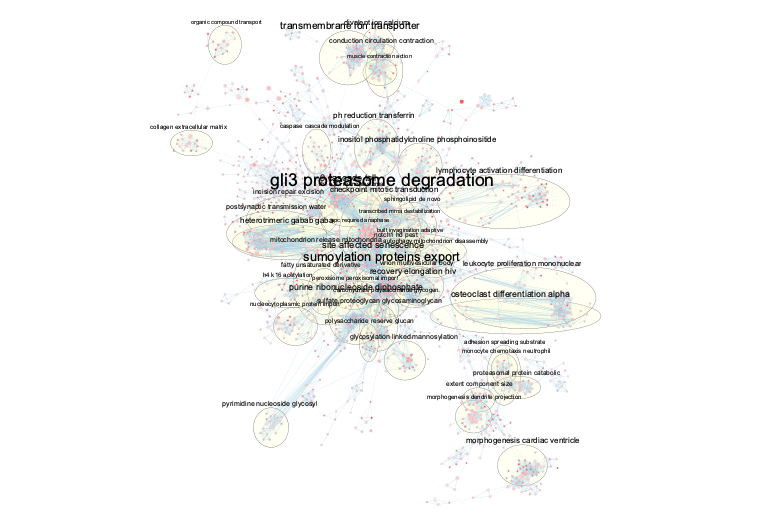 organic compound transport
transmembrane ion transporter
conduction circulation contraction
muscle contraction action
ph reduction transferrin
collagen extracellular matrix
caspase cascade modulation
inositol phosphatidylcholine phosphoinositide
lymphocyte activation differentiation
gli3 proteasome degradation
checkpoint mitotic transduction
incision repair excision
sphingolipid de novo
postsynaptic transmission water
transcribed mrna destabilization
heterotrimeric gabab gaba
mitochondrion release mitochondria
site affected senescence
sumoylation proteins export
virion multivesicular body
fatty unsaturated derivative
leukocyte proliferation mononuclear
recovery elongation hiv
h4 k16 acetylation
peroxisome peroxisomal import
purine ribonucleoside diphosphate
osteoclast differentiation alpha
nucleocytoplasmic protein import
sulfate proteoglycan glycosaminoglycan
polysaccharide reserve glucan
glycosylation linked mannosylation
adhesion spreading substrate
monocyte chemotaxis neutrophil
proteasomal protein catabolic
extent component size
morphogenesis dendrite projection
pyrimidine nucleoside glycosyl
morphogenesis cardiac ventricle